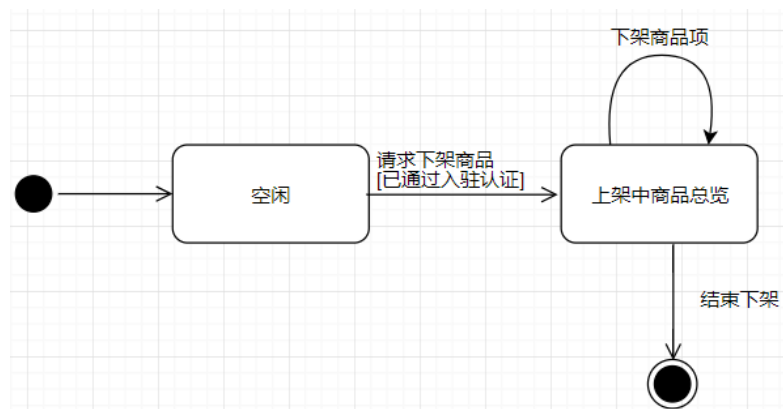 下架商品项
请求下架商品
[已通过入驻认证]
空闲
上架中商品总览
结束下架